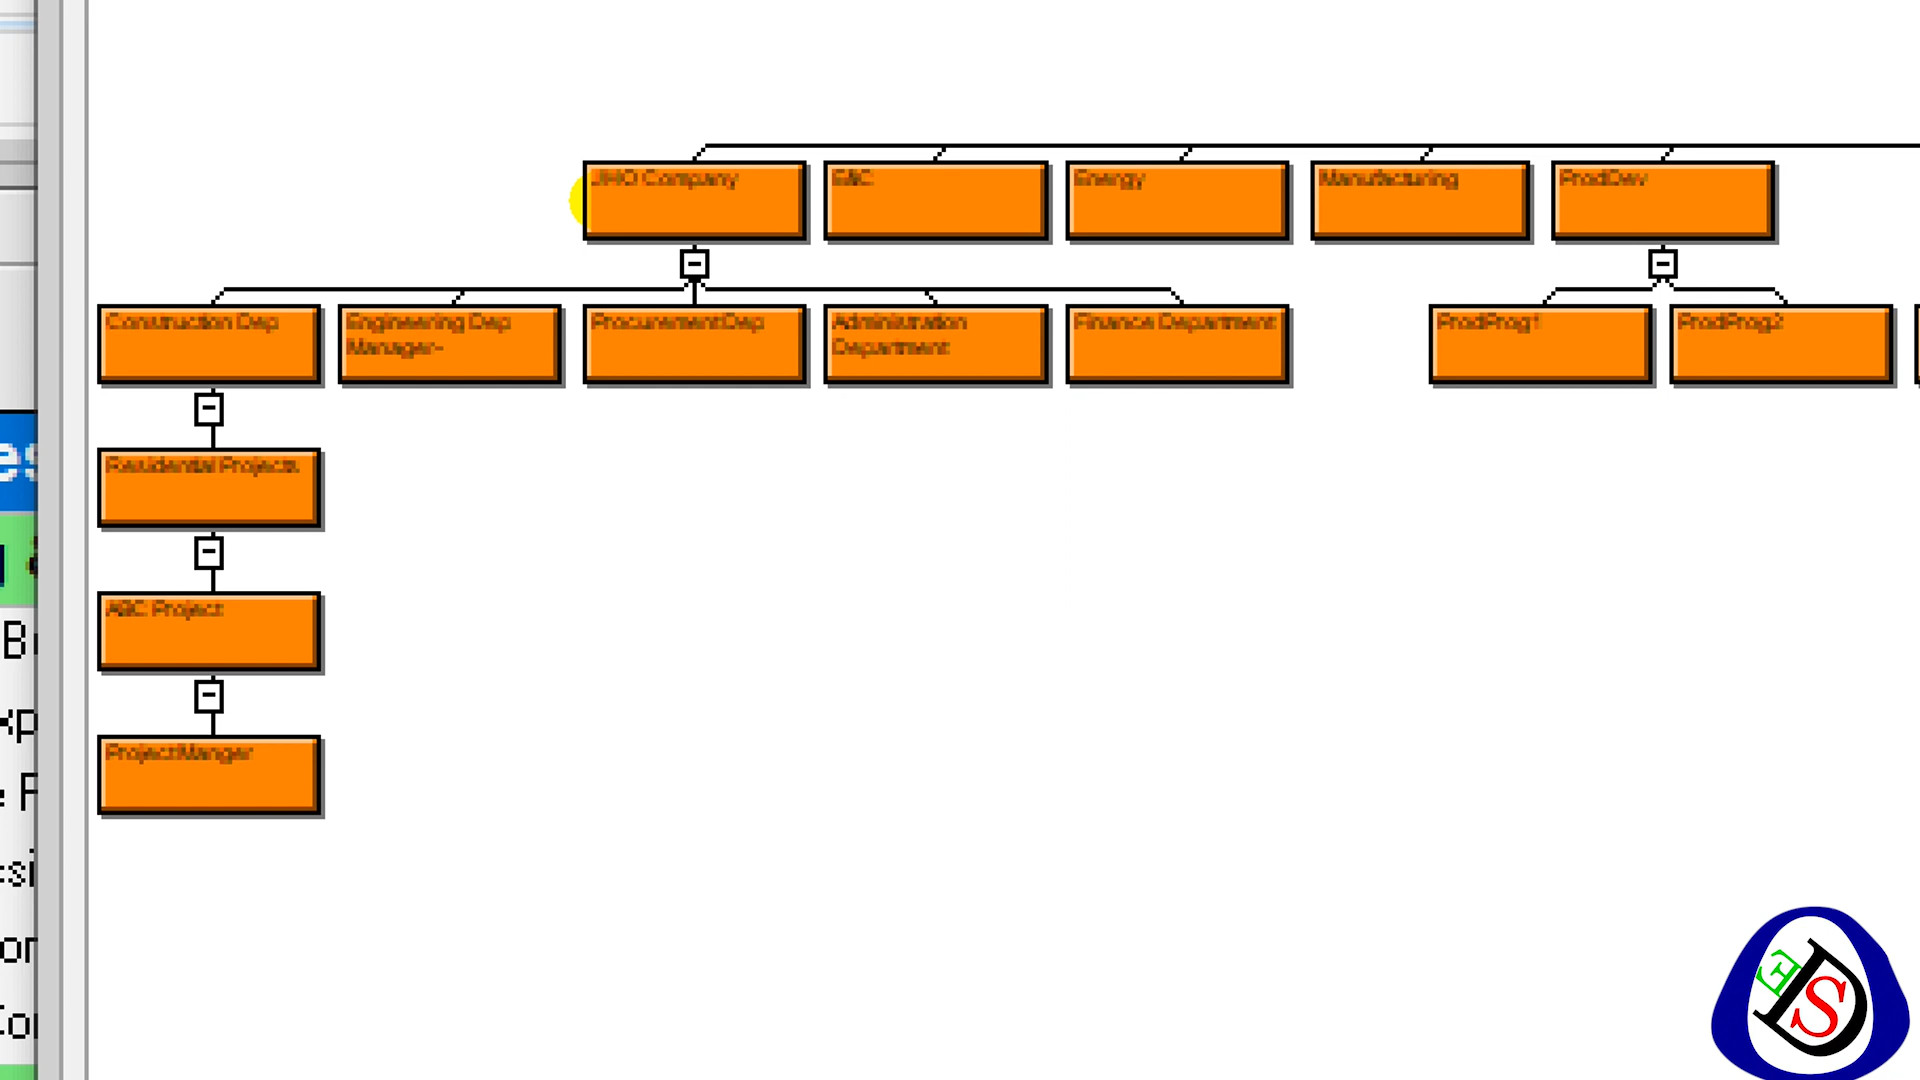 JHO Company
E&C
Energy
Manufacturing
ProdDev
Construction Dep
Engineering Dep
Manager-
ProcurementDep
Administration
Department
Finance Department
ProdProg1
ProdProg2
Residential Projects
ABC Project
ProjectManger
E
D
S